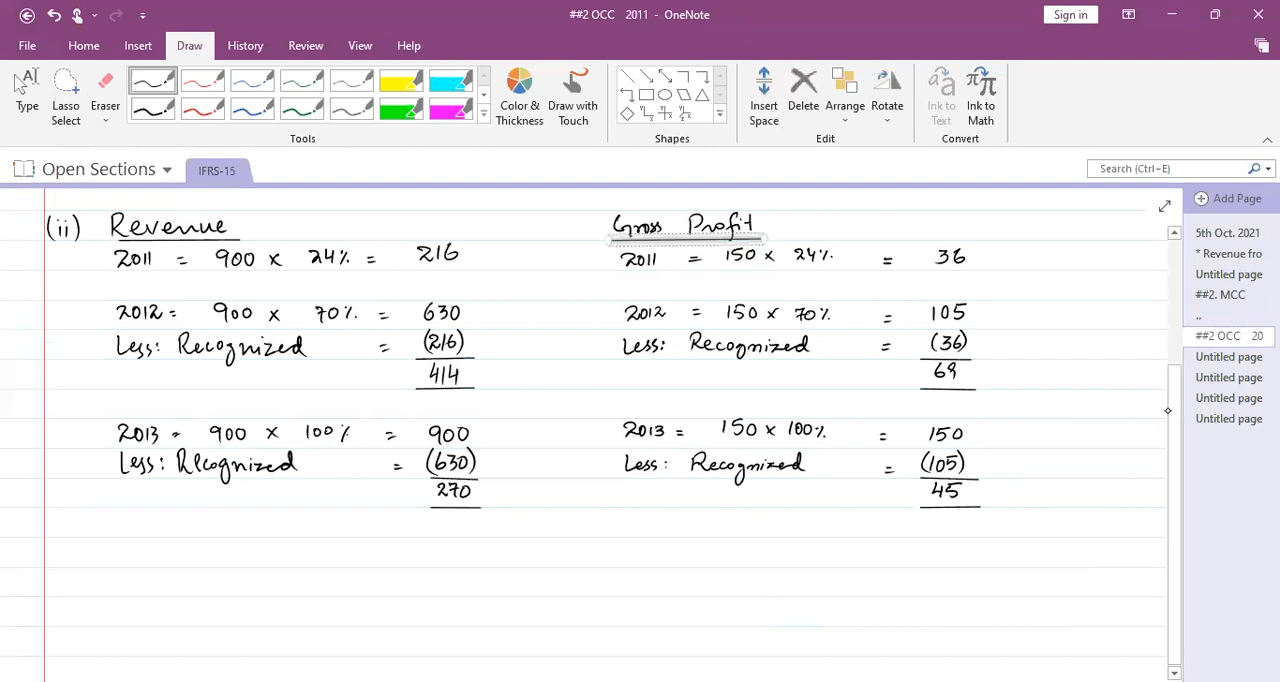 ##2 OCC 2011 - OneNote
Sign in
File Home Insert Draw History Review View Help
Type
Lasso Select
Eraser
Color & Thickness
Draw with Touch
Insert Space
Delete
Arrange
Rotate
Ink to Text
Ink to Math
Tools
Shapes
Edit
Convert
Open Sections
IFRS-15
Search (Ctrl+E)
Add Page
5th Oct. 2021
* Revenue fro
Untitled page
##2. MCC
..
##2 OCC 20
Untitled page
Untitled page
Untitled page
Untitled page
(ii) Revenue
2011 = 900 x 24% = 216
2012 = 900 x 70% = 630
Less: Recognized = (216)
414
2013 = 900 x 100% = 900
Less: Recognized = (630)
270
Gross Profit
2011 = 150 x 24% = 36
2012 = 150 x 70% = 105
Less: Recognized = (36)
69
2013 = 150 x 100% = 150
Less: Recognized = (105)
45